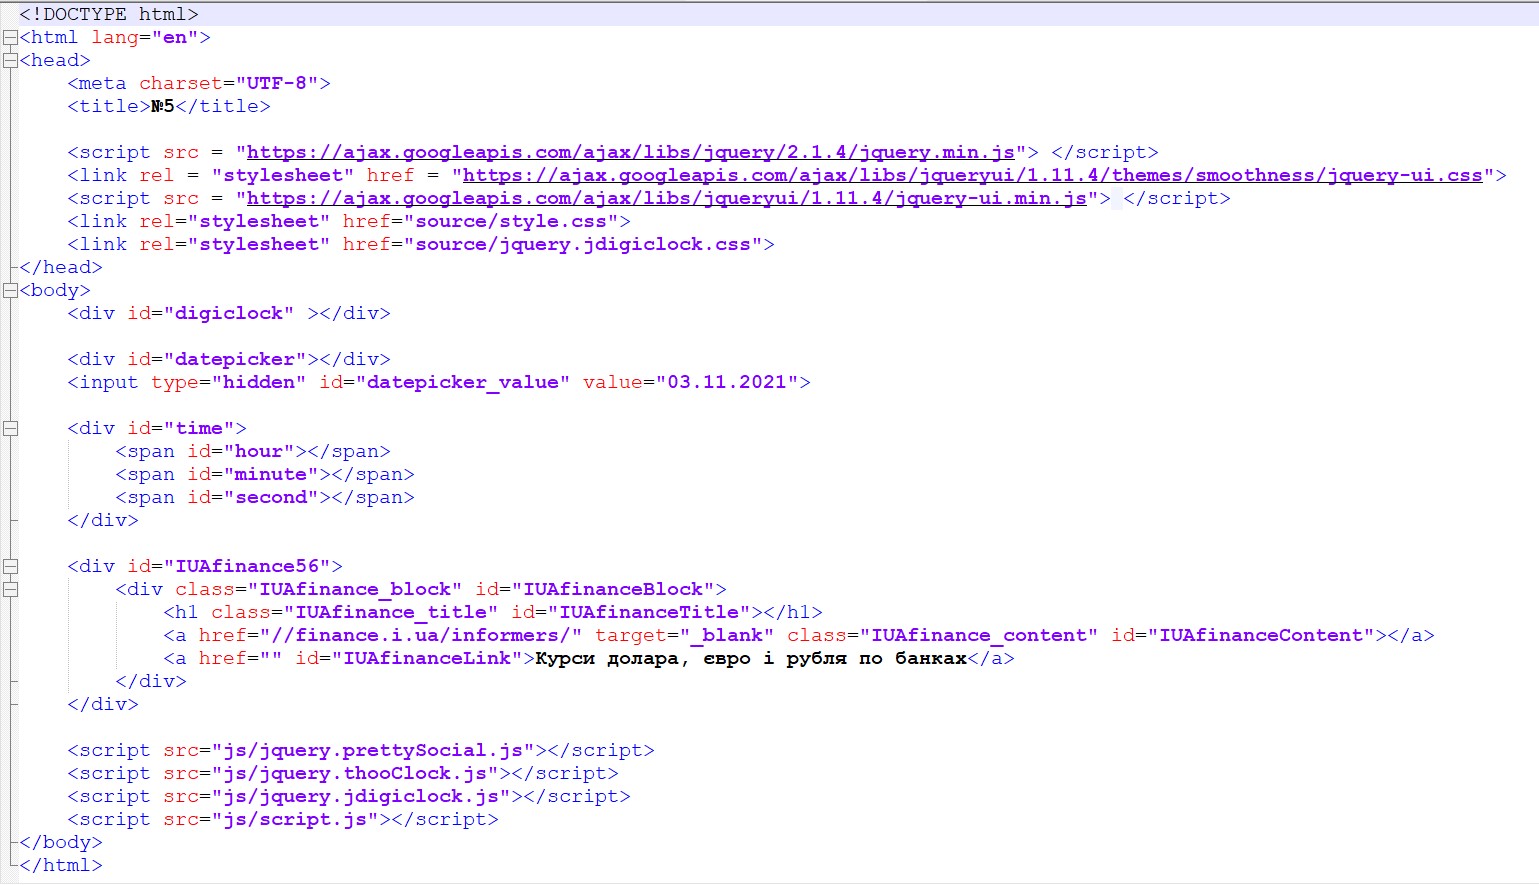 <!DOCTYPE html>
<html lang="en">
<head>
    <meta charset="UTF-8">
    <title>№5</title>

    <script src = "https://ajax.googleapis.com/ajax/libs/jquery/2.1.4/jquery.min.js"> </script>
    <link rel = "stylesheet" href = "https://ajax.googleapis.com/ajax/libs/jqueryui/1.11.4/themes/smoothness/jquery-ui.css">
    <script src = "https://ajax.googleapis.com/ajax/libs/jqueryui/1.11.4/jquery-ui.min.js"> </script>
    <link rel="stylesheet" href="source/style.css">
    <link rel="stylesheet" href="source/jquery.jdigiclock.css">
</head>
<body>
    <div id="digiclock" ></div>

    <div id="datepicker"></div>
    <input type="hidden" id="datepicker_value" value="03.11.2021">

    <div id="time">
        <span id="hour"></span>
        <span id="minute"></span>
        <span id="second"></span>
    </div>

    <div id="IUAfinance56">
        <div class="IUAfinance_block" id="IUAfinanceBlock">
            <h1 class="IUAfinance_title" id="IUAfinanceTitle"></h1>
            <a href="//finance.i.ua/informers/" target="_blank" class="IUAfinance_content" id="IUAfinanceContent"></a>
            <a href="" id="IUAfinanceLink">Курси долара, євро і рубля по банках</a>
        </div>
    </div>

    <script src="js/jquery.prettySocial.js"></script>
    <script src="js/jquery.thooClock.js"></script>
    <script src="js/jquery.jdigiclock.js"></script>
    <script src="js/script.js"></script>
</body>
</html>